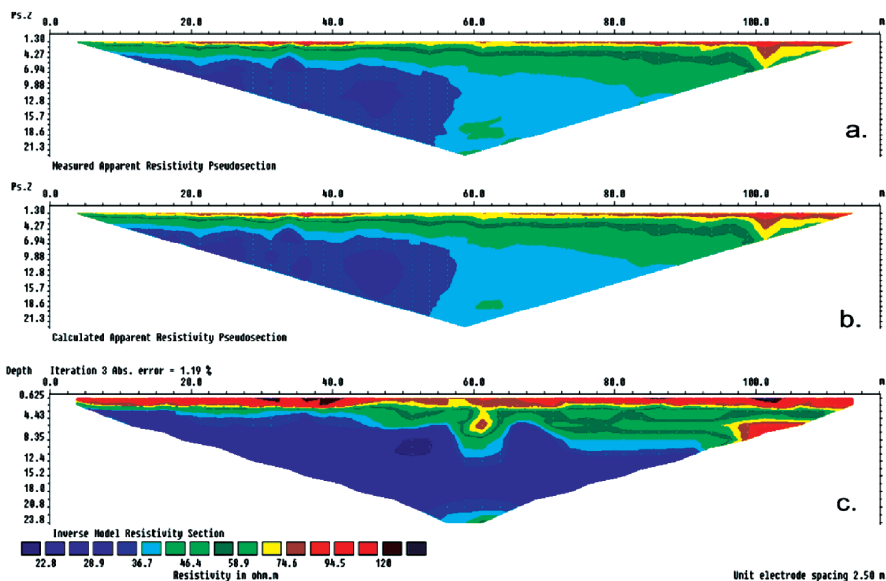 Ps.Z 0.0 20.0 40.0 60.0 80.0 100.0 m
1.30
4.27
6.94
9.88
12.8
15.7
18.6
21.3
a.
Measured Apparent Resistivity Pseudosection
Ps.Z 0.0 20.0 40.0 60.0 80.0 100.0 m
1.30
4.27
6.94
9.88
12.8
15.7
18.6
21.3
b.
Calculated Apparent Resistivity Pseudosection
Depth Iteration 3 Abs. error = 1.19 %
0.0 20.0 40.0 60.0 80.0 100.0 m
0.625
4.43
8.35
12.4
15.2
18.0
20.8
23.8
c.
Inverse Model Resistivity Section
22.8 28.9 36.7 46.4 58.9 74.6 94.5 120
Resistivity in ohm.m
Unit electrode spacing 2.50 m